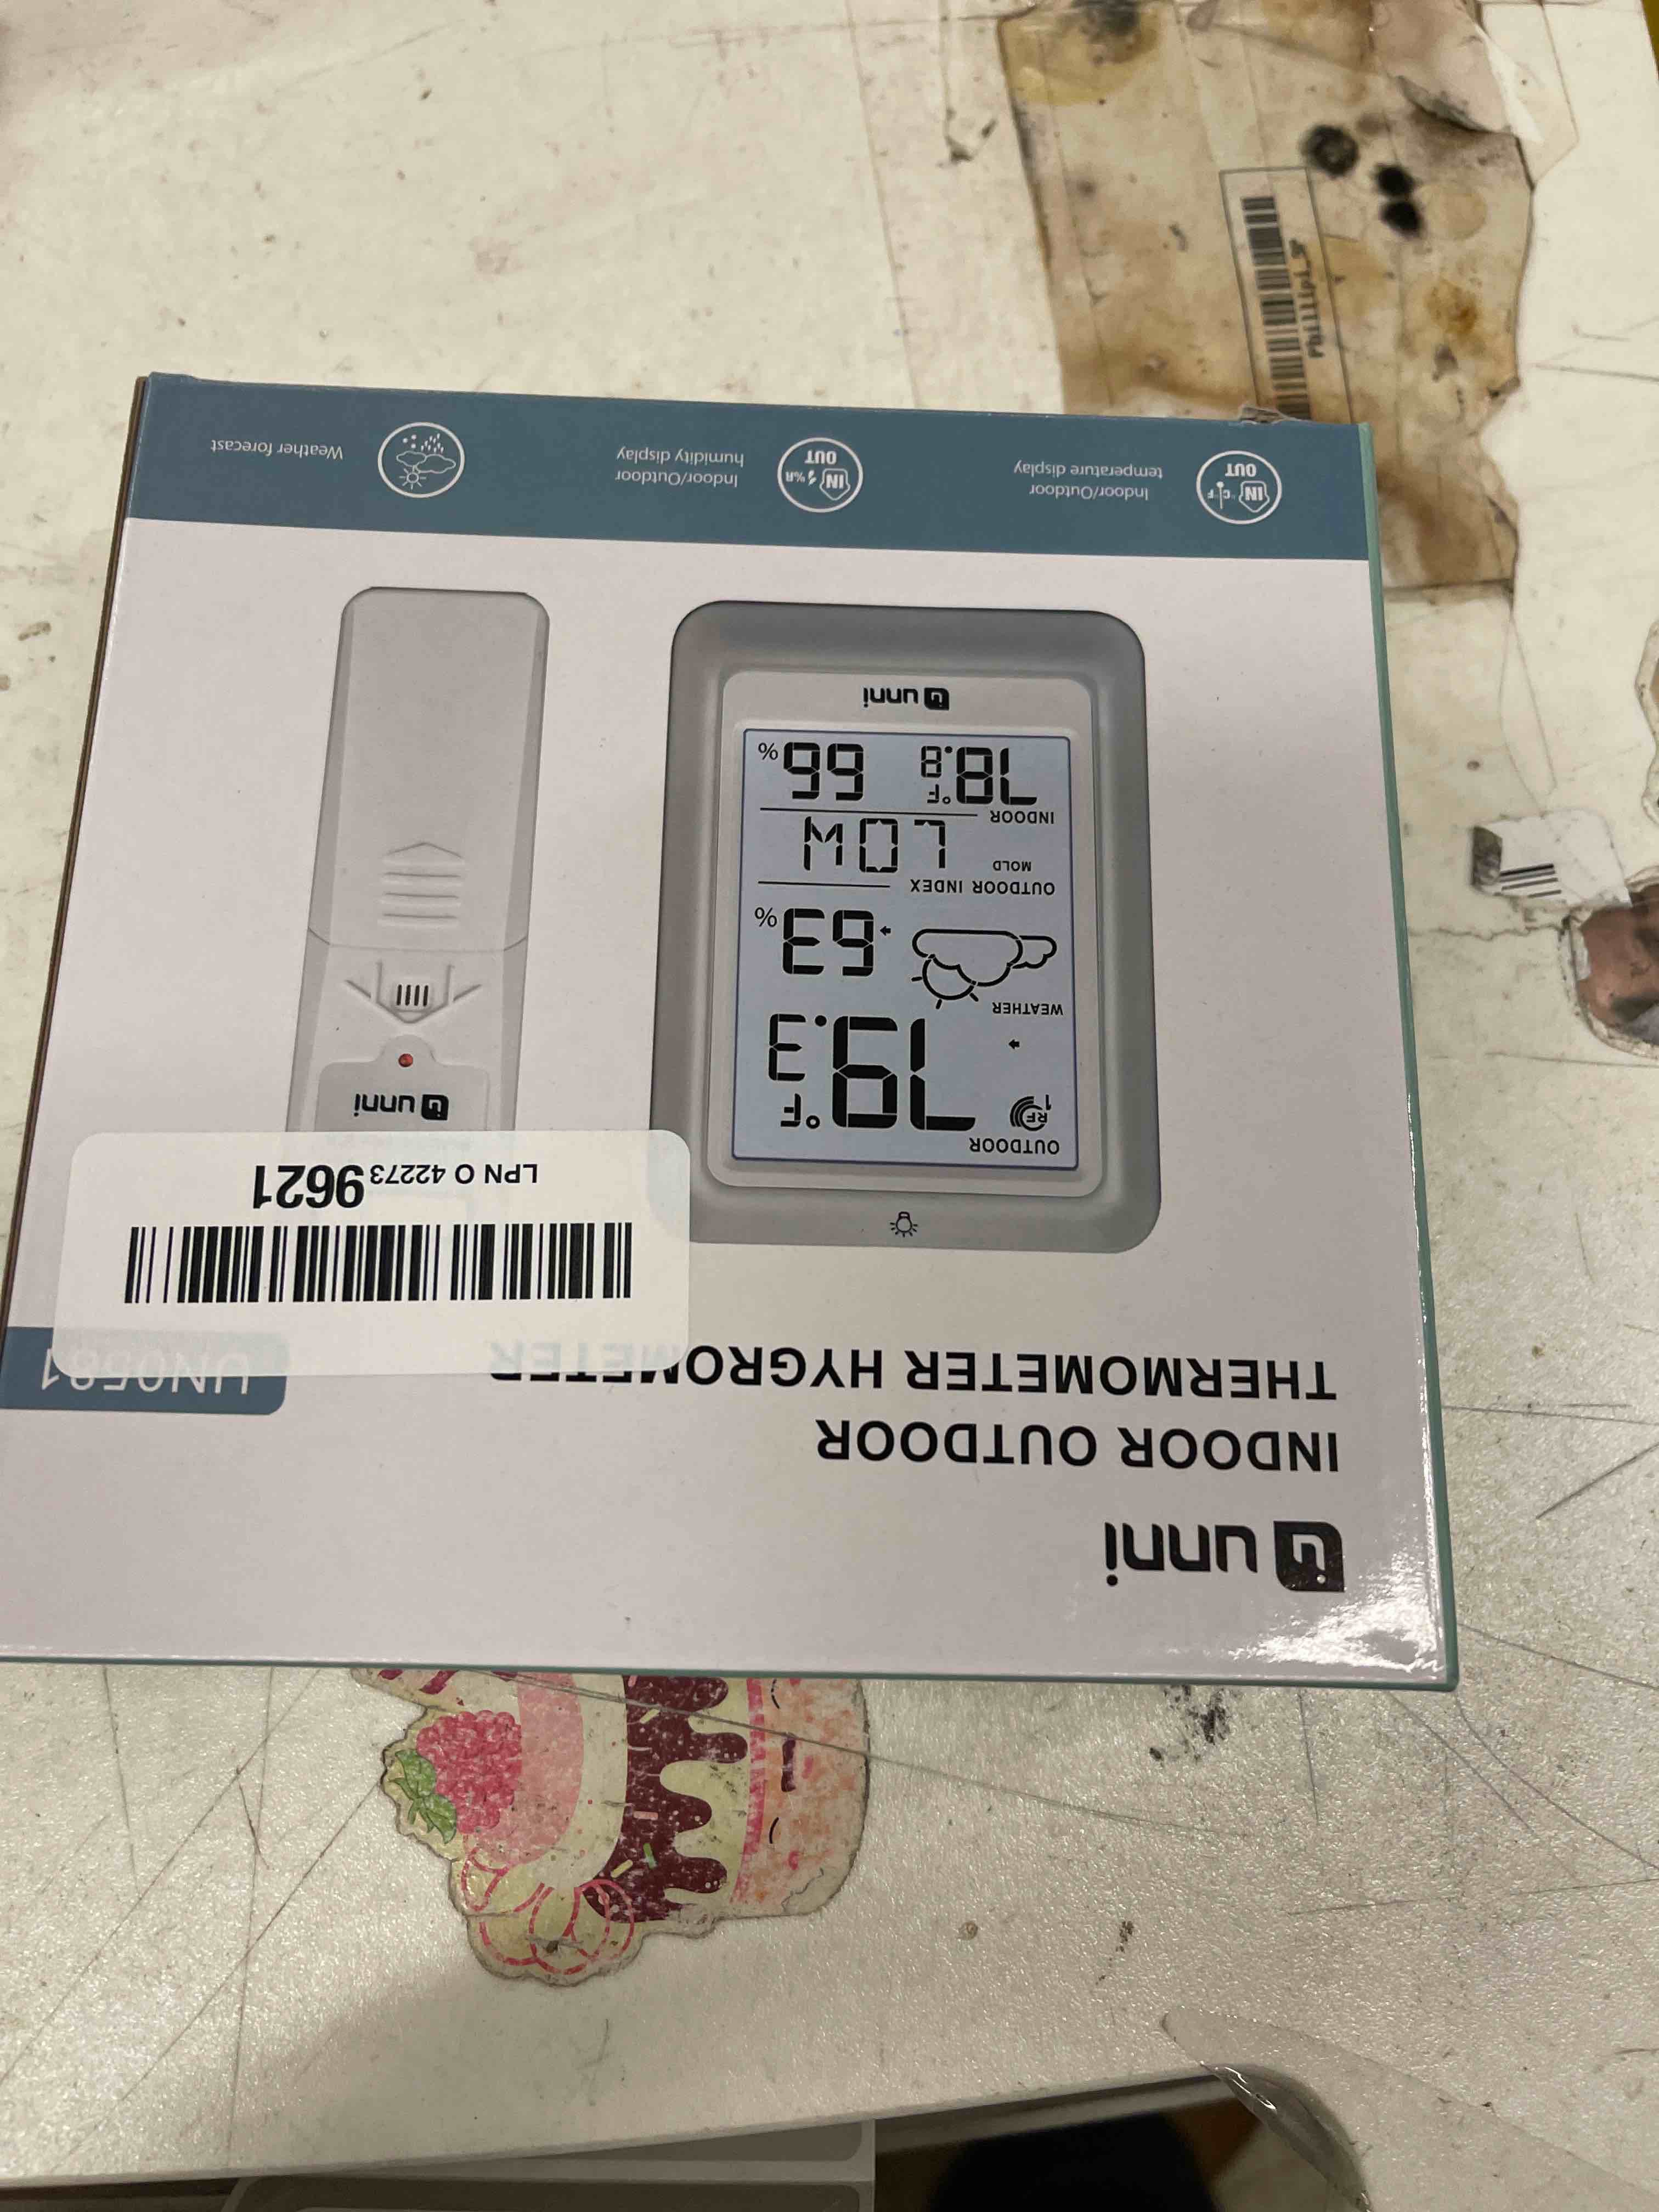 unni
INDOOR OUTDOOR
THERMOMETER HYGROMETER
UN0581
LPN O 42273 9621
OUTDOOR
RF 1
79.3 °F
WEATHER
63 %
OUTDOOR INDEX
MOLD LOW
INDOOR
78.8 °F 66 %
unni
unni
IN °C °F OUT
Indoor/Outdoor
temperature display
IN %R OUT
Indoor/Outdoor
humidity display
Weather forecast